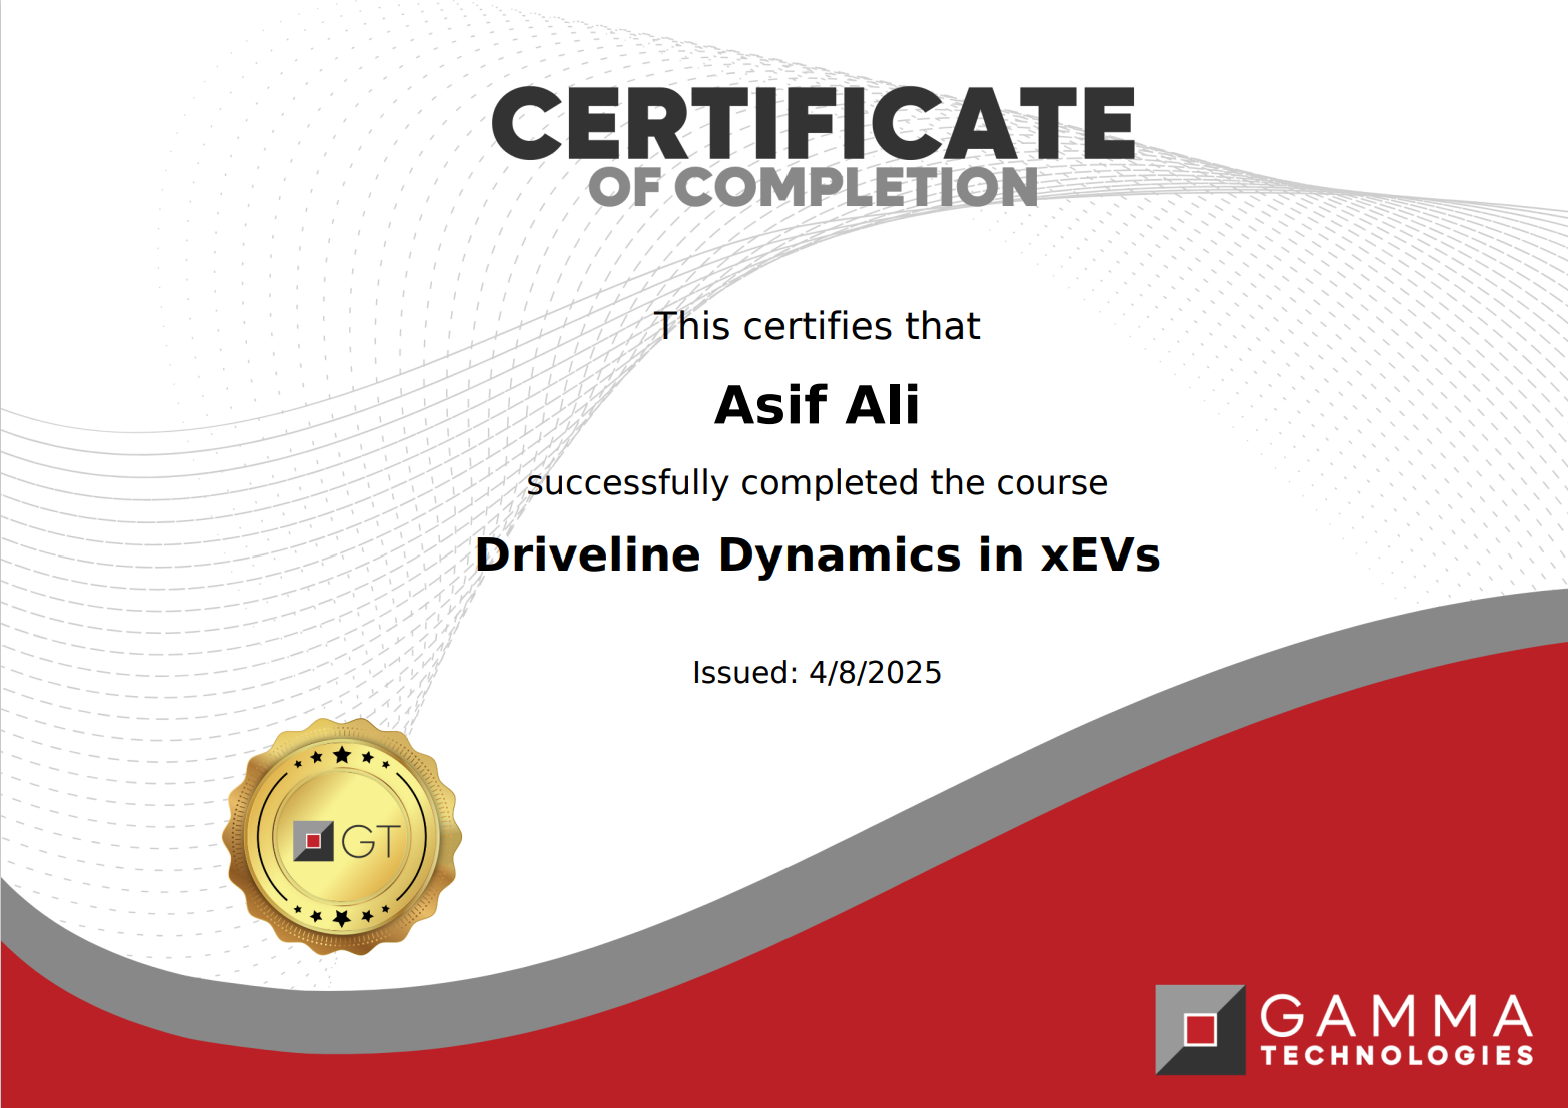 CERTIFICATE
OF COMPLETION
This certifies that
Asif Ali
successfully completed the course
Driveline Dynamics in xEVs
Issued: 4/8/2025
GT
GAMMA
TECHNOLOGIES